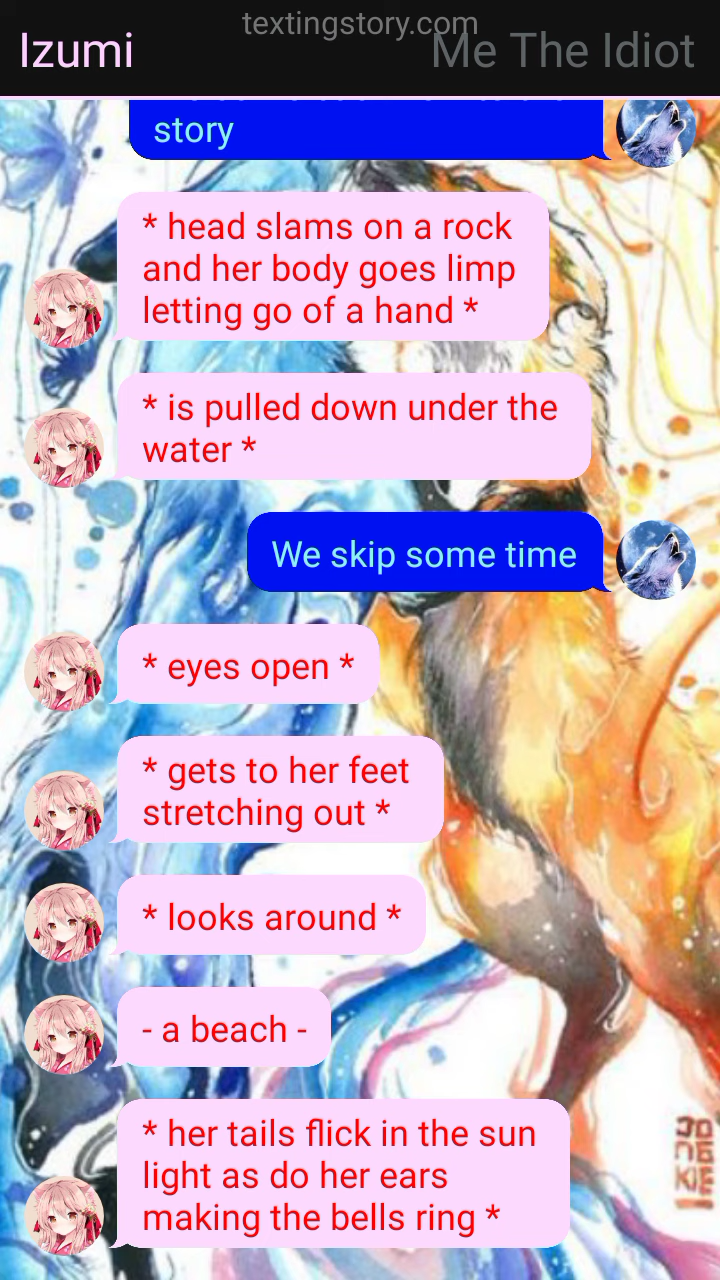 textingstory.com
Izumi
Me The Idiot
story
* head slams on a rock
and her body goes limp
letting go of a hand *
* is pulled down under the
water *
We skip some time
* eyes open *
* gets to her feet
stretching out *
* looks around *
- a beach -
* her tails flick in the sun
light as do her ears
making the bells ring *